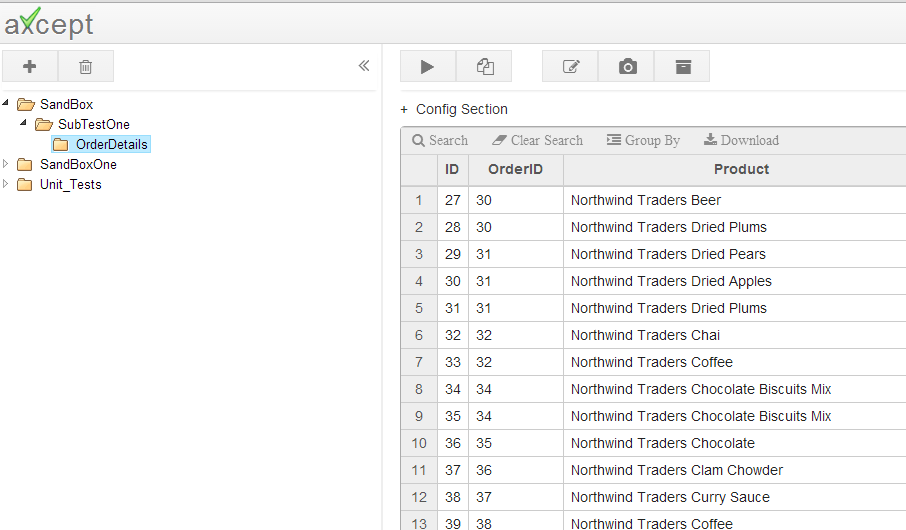 axcept
SandBox
SubTestOne
OrderDetails
SandBoxOne
Unit_Tests
+ Config Section
Search Clear Search Group By Download
ID OrderID Product
1 27 30 Northwind Traders Beer
2 28 30 Northwind Traders Dried Plums
3 29 31 Northwind Traders Dried Pears
4 30 31 Northwind Traders Dried Apples
5 31 31 Northwind Traders Dried Plums
6 32 32 Northwind Traders Chai
7 33 32 Northwind Traders Coffee
8 34 34 Northwind Traders Chocolate Biscuits Mix
9 35 34 Northwind Traders Chocolate Biscuits Mix
10 36 35 Northwind Traders Chocolate
11 37 36 Northwind Traders Clam Chowder
12 38 37 Northwind Traders Curry Sauce
13 39 38 Northwind Traders Coffee